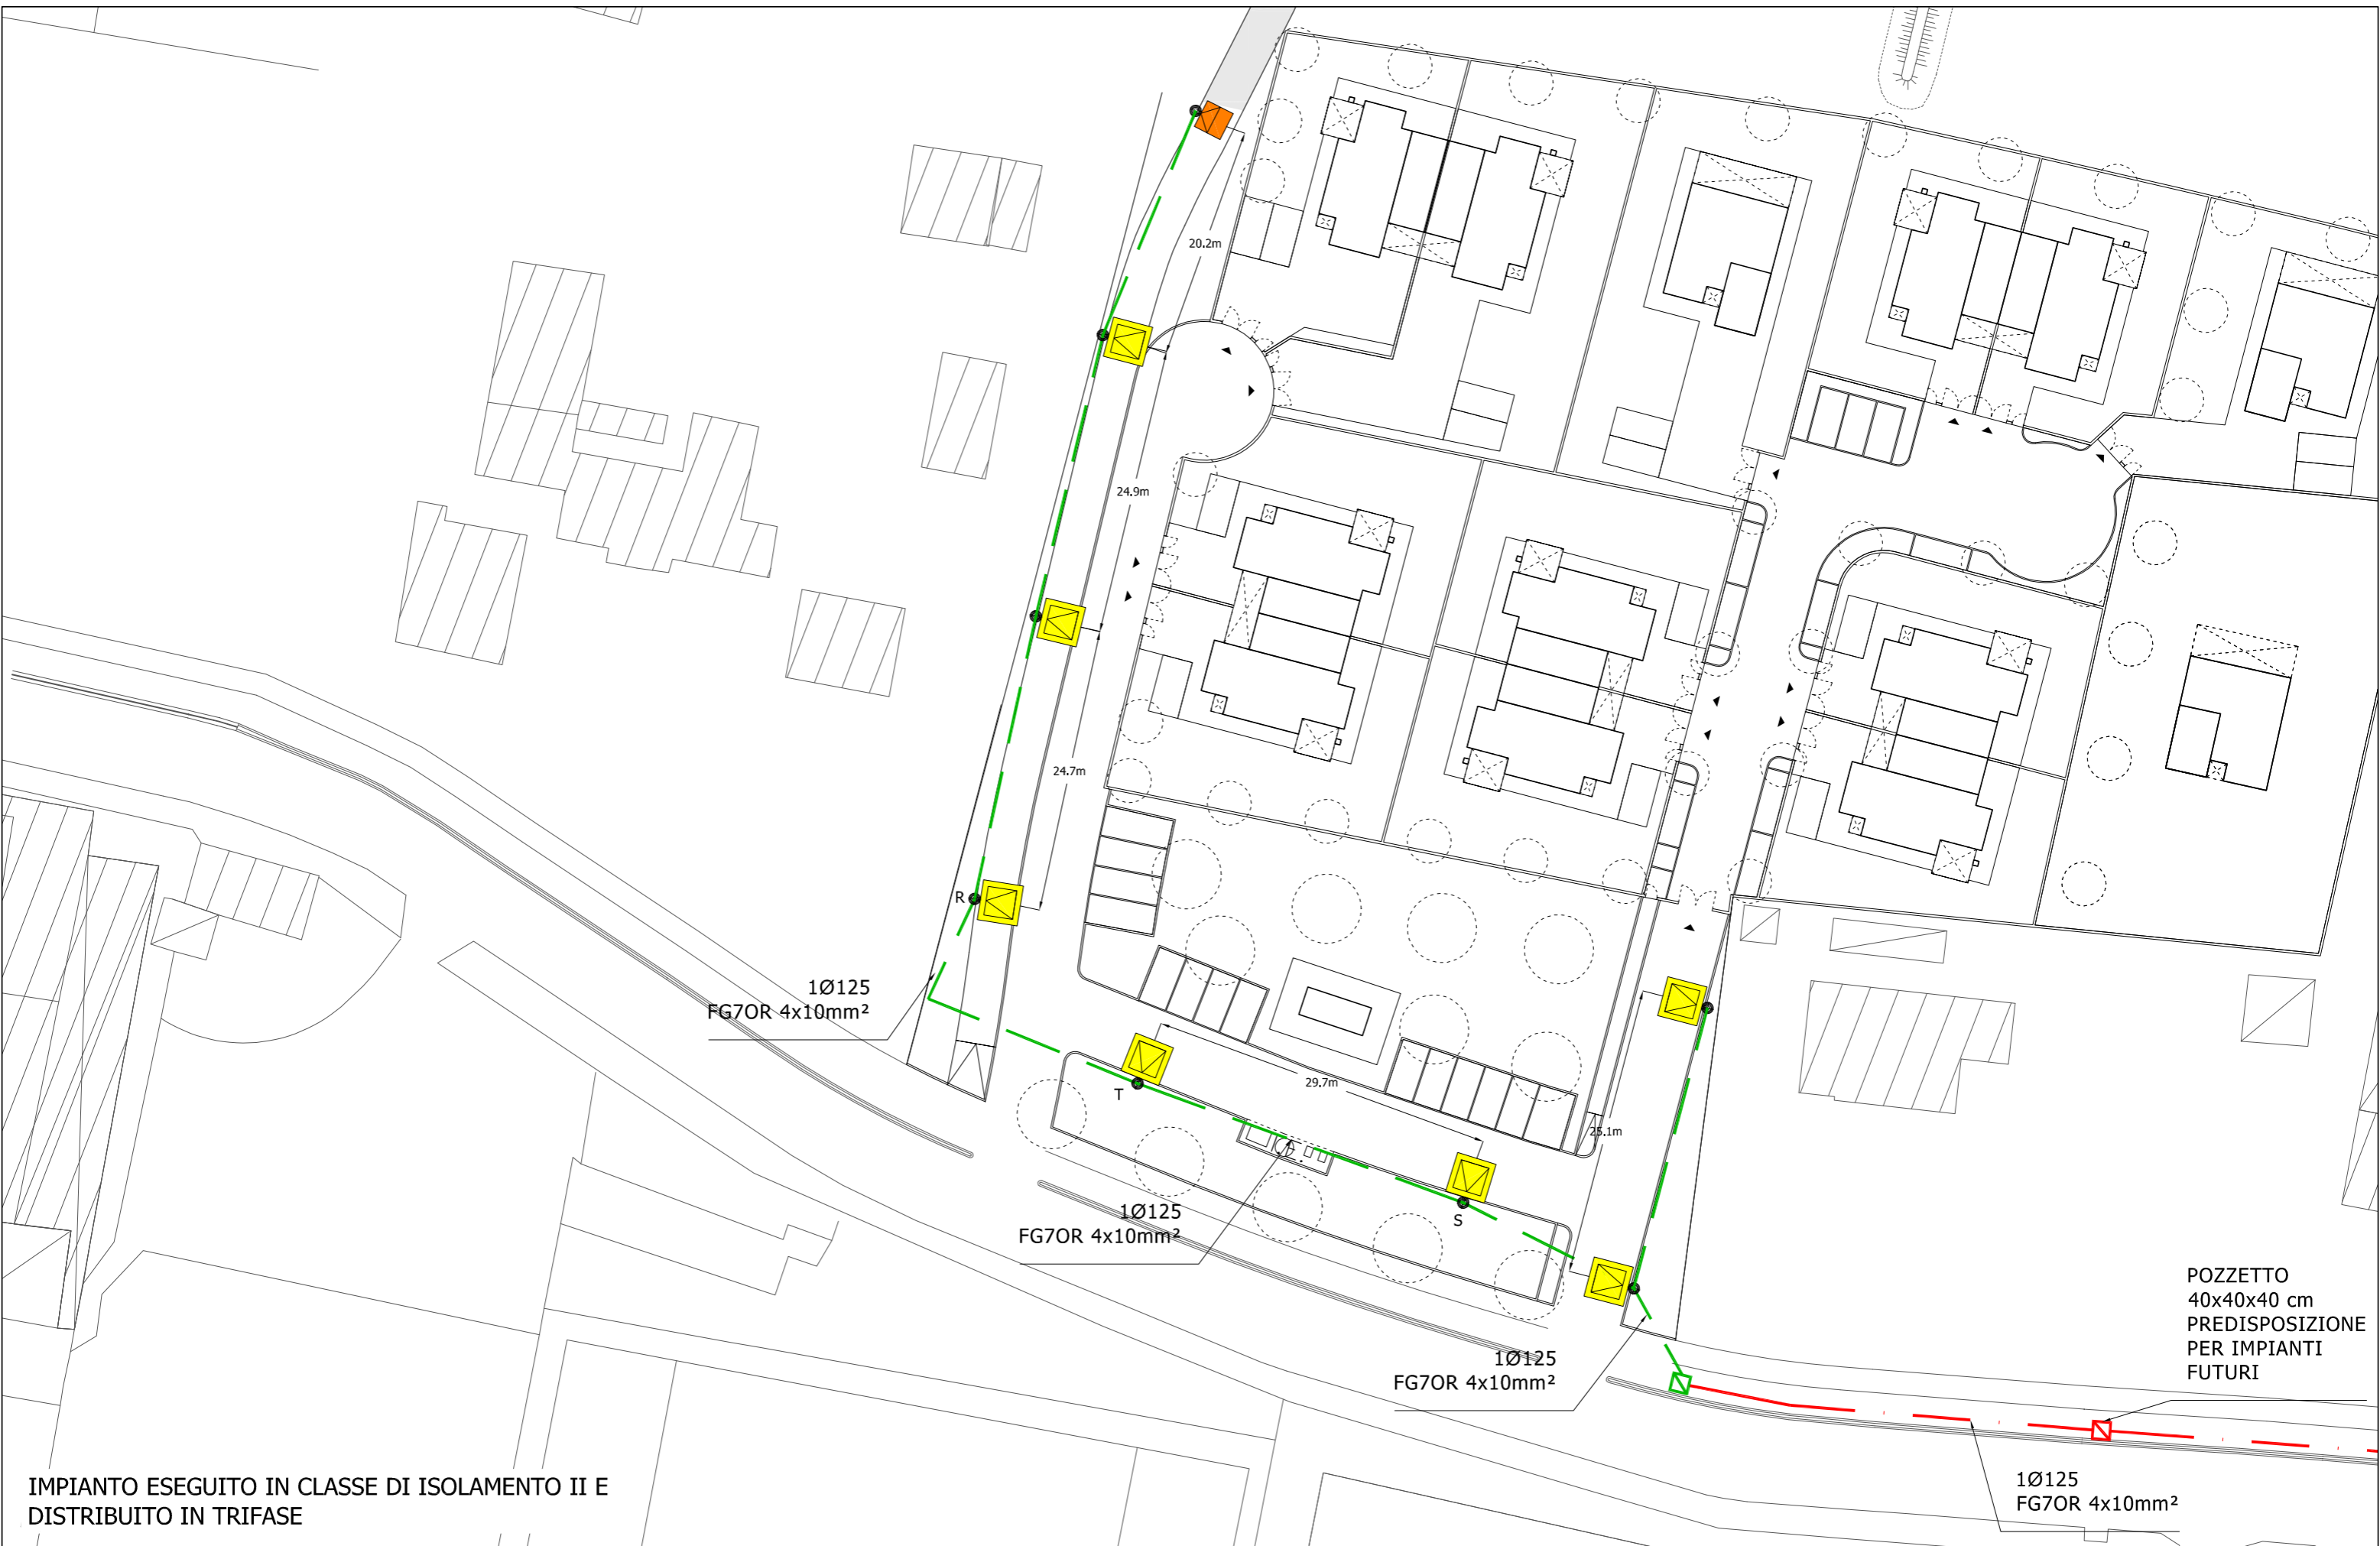 20.2m
24.9m
24.7m
R
1Ø125
FG7OR 4x10mm²
T
29.7m
25.1m
1Ø125
FG7OR 4x10mm²
S
1Ø125
FG7OR 4x10mm²
POZZETTO
40x40x40 cm
PREDISPOSIZIONE
PER IMPIANTI
FUTURI
1Ø125
FG7OR 4x10mm²
IMPIANTO ESEGUITO IN CLASSE DI ISOLAMENTO II E
DISTRIBUITO IN TRIFASE